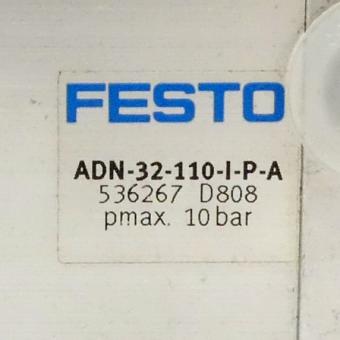 FESTO
ADN-32-110-I-P-A
536267 D808
pmax. 10 bar